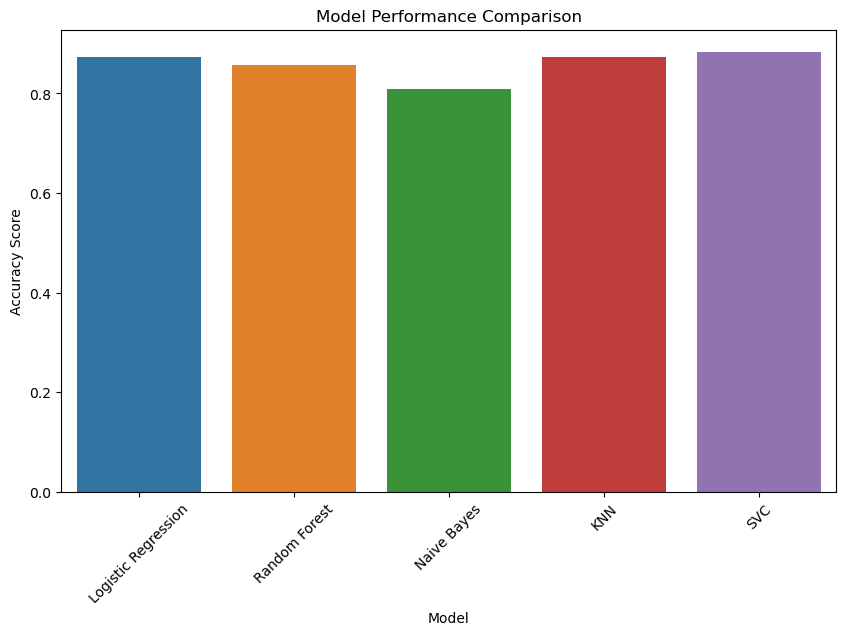 Model Performance Comparison
Accuracy Score
0.8
0.6
0.4
0.2
0.0
Logistic Regression
Random Forest
Naive Bayes
KNN
SVC
Model